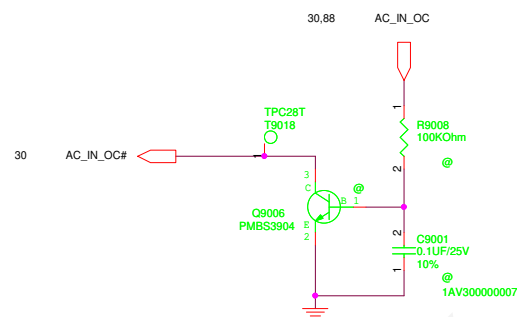 30,88 AC_IN_OC
1
R9008
100KOhm
@
2
TPC28T
T9018
1
30 AC_IN_OC#
3
C
@
B 1
Q9006
PMBS3904
E
2
2
C9001
0.1UF/25V
10%
1
@
1AV300000007